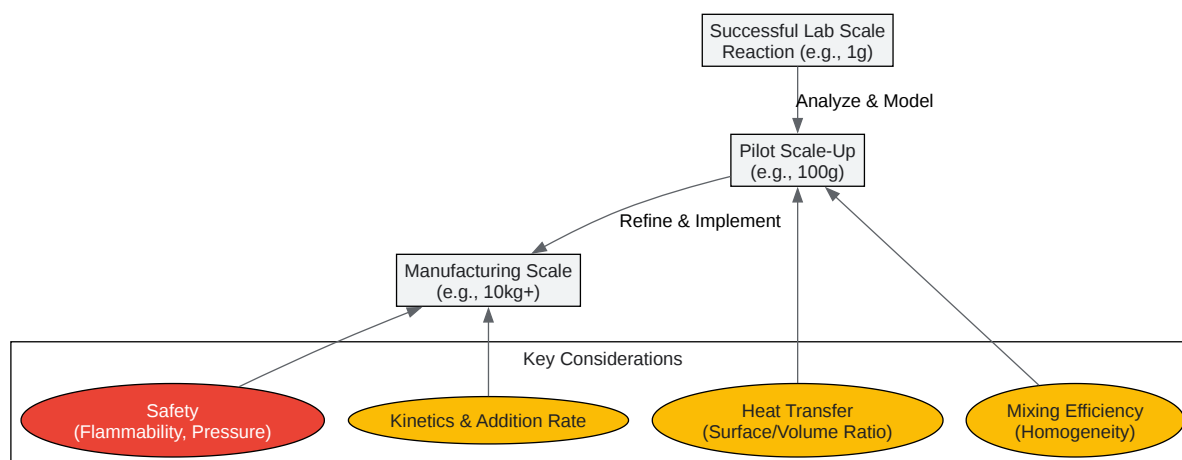 Successful Lab Scale
Reaction (e.g., 1g)
Analyze & Model
Pilot Scale-Up
(e.g., 100g)
Refine & Implement
Manufacturing Scale
(e.g., 10kg+)
Key Considerations
Safety
(Flammability, Pressure)
Kinetics & Addition Rate
Heat Transfer
(Surface/Volume Ratio)
Mixing Efficiency
(Homogeneity)